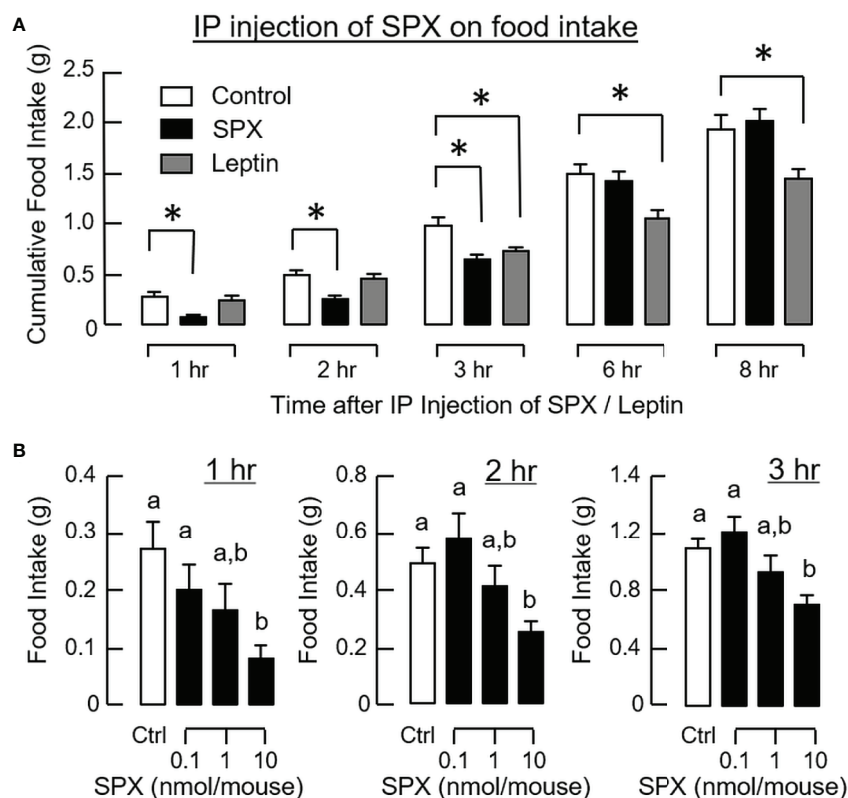 A
IP injection of SPX on food intake
Cumulative Food Intake (g)
2.5
2.0
1.5
1.0
0.5
0
Control
SPX
Leptin
*
*
*
*
*
*
1 hr
2 hr
3 hr
6 hr
8 hr
Time after IP Injection of SPX / Leptin
B
1 hr
Food Intake (g)
0.4
0.3
0.2
0.1
0
a
a
a,b
b
Ctrl
0.1 1 10
SPX (nmol/mouse)
2 hr
Food Intake (g)
0.8
0.6
0.4
0.2
0
a
a
a,b
b
Ctrl
0.1 1 10
SPX (nmol/mouse)
3 hr
Food Intake (g)
1.4
1.2
0.8
0.4
0
a
a
a,b
b
Ctrl
0.1 1 10
SPX (nmol/mouse)